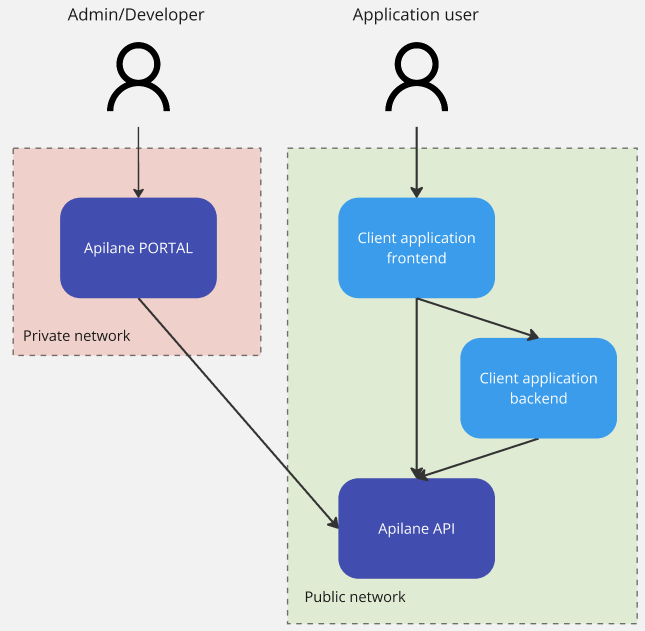 Admin/Developer
Application user
Apilane PORTAL
Private network
Client application
frontend
Client application
backend
Apilane API
Public network